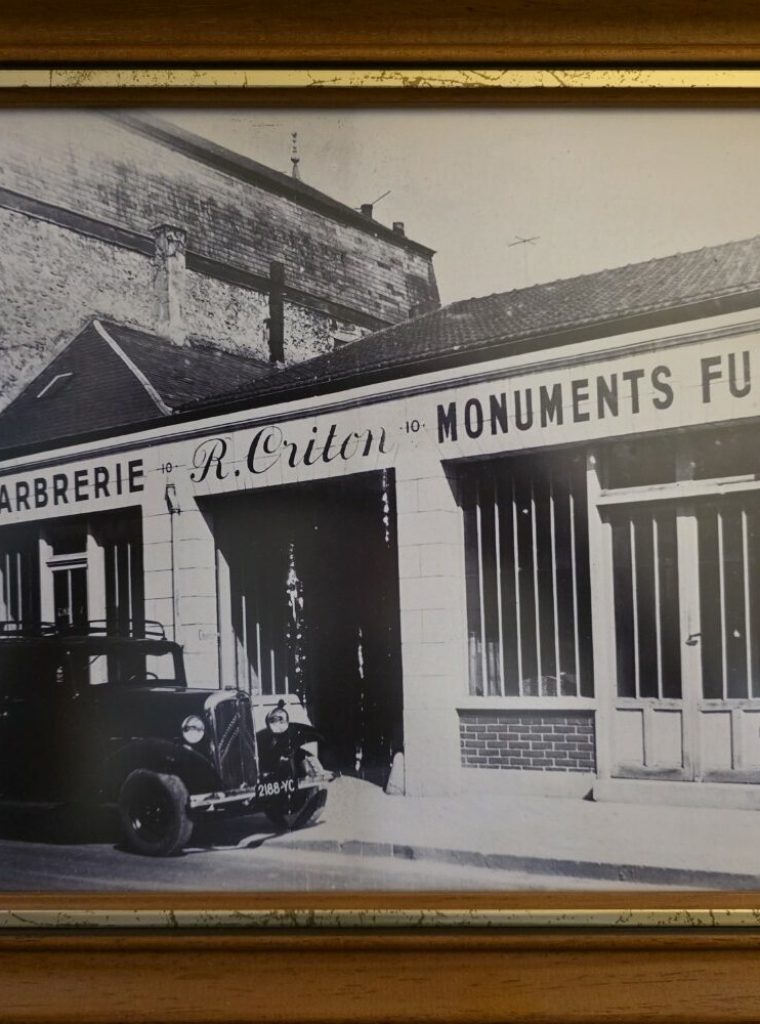 ARBRERIE 10 R. Criton 10 MONUMENTS FU
2188-YC